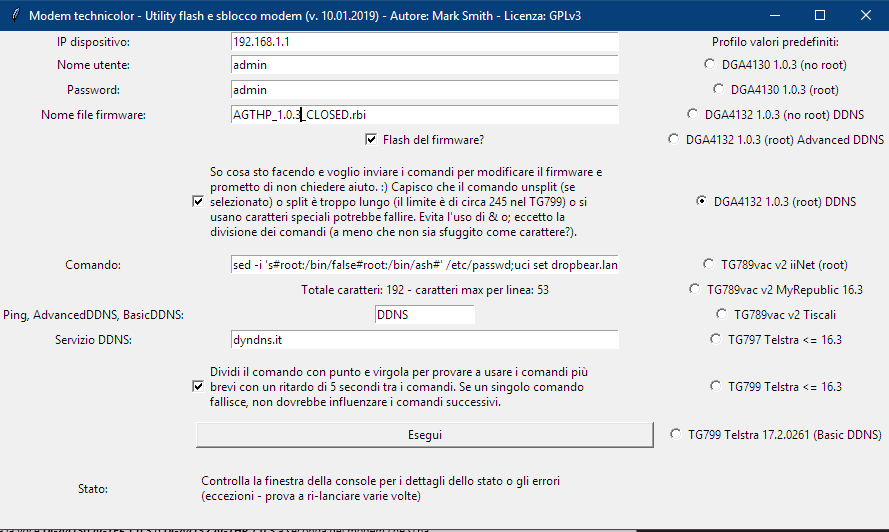 Modem technicolor - Utility flash e sblocco modem (v. 10.01.2019) - Autore: Mark Smith - Licenza: GPLv3
IP dispositivo:
192.168.1.1
Profilo valori predefiniti:
Nome utente:
admin
DGA4130 1.0.3 (no root)
Password:
admin
DGA4130 1.0.3 (root)
Nome file firmware:
AGTHP_1.0.3_CLOSED.rbi
DGA4132 1.0.3 (no root) DDNS
Flash del firmware?
DGA4132 1.0.3 (root) Advanced DDNS
So cosa sto facendo e voglio inviare i comandi per modificare il firmware e
prometto di non chiedere aiuto. :) Capisco che il comando unsplit (se
selezionato) o split è troppo lungo (il limite è di circa 245 nel TG799) o si
usano caratteri speciali potrebbe fallire. Evita l'uso di & o; eccetto la
divisione dei comandi (a meno che non sia sfuggito come carattere?).
DGA4132 1.0.3 (root) DDNS
Comando:
sed -i 's#root:/bin/false#root:/bin/ash#' /etc/passwd;uci set dropbear.lan
TG789vac v2 iiNet (root)
Totale caratteri: 192 - caratteri max per linea: 53
TG789vac v2 MyRepublic 16.3
Ping, AdvancedDDNS, BasicDDNS:
DDNS
TG789vac v2 Tiscali
Servizio DDNS:
dyndns.it
TG797 Telstra <= 16.3
Dividi il comando con punto e virgola per provare a usare i comandi più
brevi con un ritardo di 5 secondi tra i comandi. Se un singolo comando
fallisce, non dovrebbe influenzare i comandi successivi.
TG799 Telstra <= 16.3
Esegui
TG799 Telstra 17.2.0261 (Basic DDNS)
Stato:
Controlla la finestra della console per i dettagli dello stato o gli errori
(eccezioni - prova a ri-lanciare varie volte)